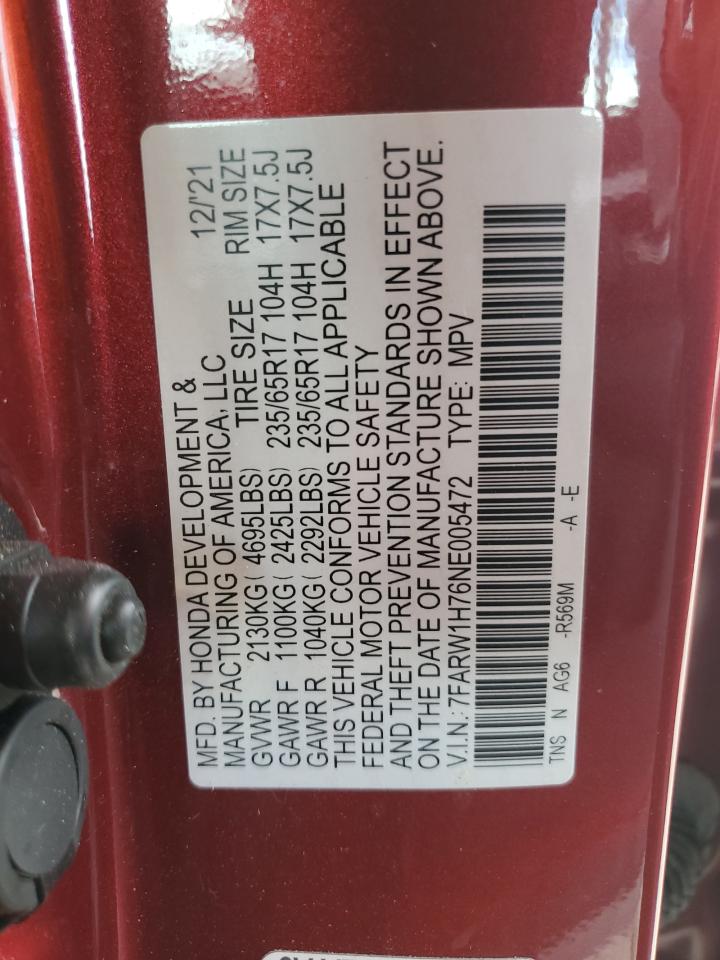 MFD. BY HONDA DEVELOPMENT &
MANUFACTURING OF AMERICA, LLC 12/'21
GVWR 2130KG( 4695LBS) TIRE SIZE RIM SIZE
GAWR F 1100KG( 2425LBS) 235/65R17 104H 17X7.5J
GAWR R 1040KG( 2292LBS) 235/65R17 104H 17X7.5J
THIS VEHICLE CONFORMS TO ALL APPLICABLE
FEDERAL MOTOR VEHICLE SAFETY
AND THEFT PREVENTION STANDARDS IN EFFECT
ON THE DATE OF MANUFACTURE SHOWN ABOVE.
V.I.N.: 7FARW1H76NE005472 TYPE: MPV
TNS N AG6 -R569M -A -E